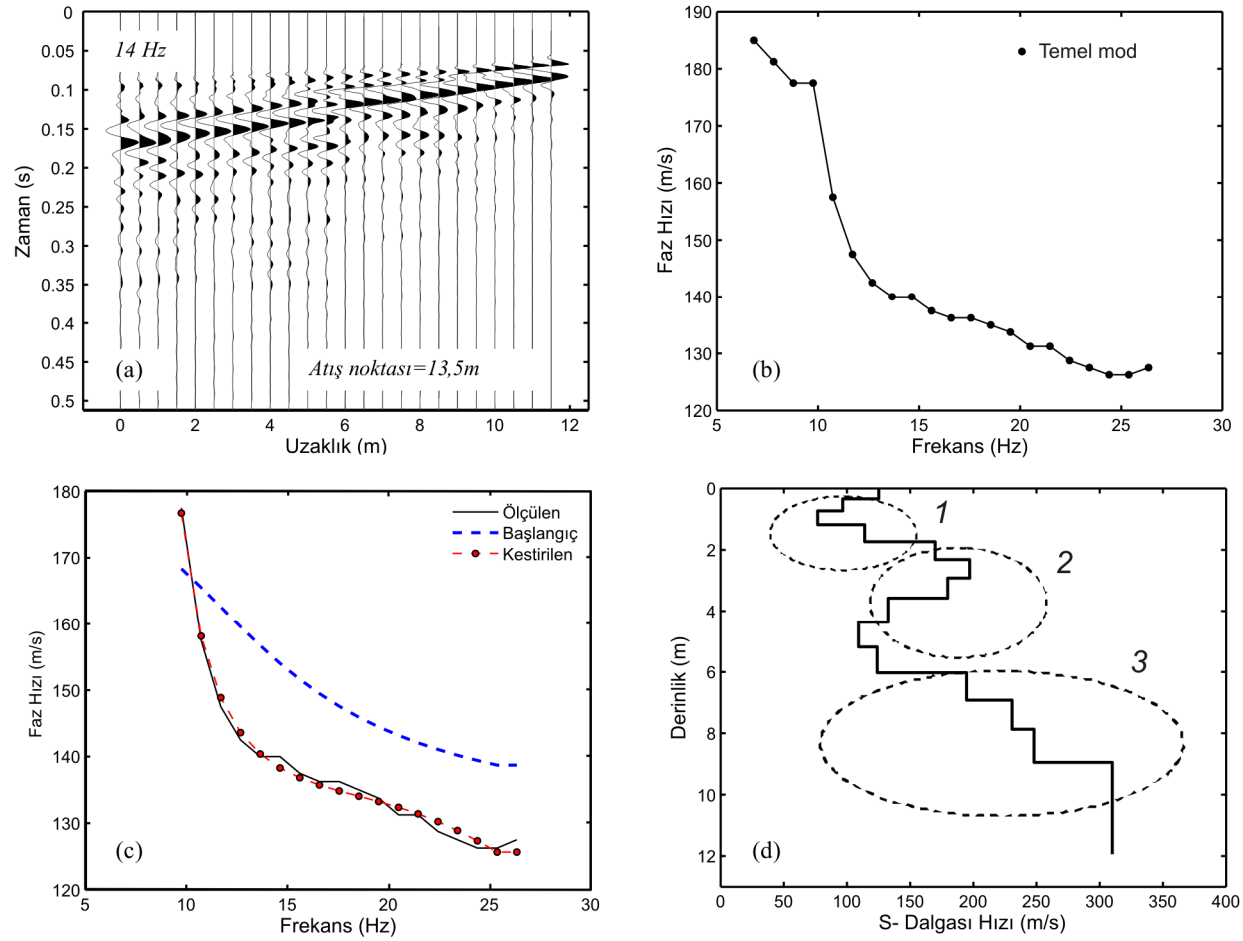 14 Hz
0
0.05
0.1
0.15
0.2
0.25
0.3
0.35
0.4
0.45
0.5
Zaman (s)
(a)
Atış noktası=13,5m
0 2 4 6 8 10 12
Uzaklık (m)
190
180
170
160
150
140
130
120
Faz Hızı (m/s)
Temel mod
(b)
5 10 15 20 25 30
Frekans (Hz)
180
170
160
150
140
130
120
Faz Hızı (m/s)
Ölçülen
Başlangıç
Kestirilen
(c)
5 10 15 20 25 30
Frekans (Hz)
0
2
4
6
8
10
12
Derinlik (m)
1
2
3
(d)
0 50 100 150 200 250 300 350 400
S- Dalgası Hızı (m/s)